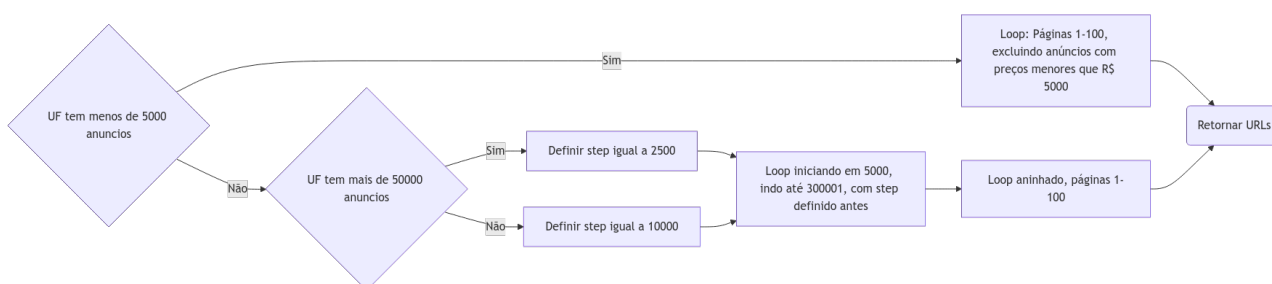 UF tem menos de 5000
anuncios
Sim
Loop: Páginas 1-100,
excluindo anúncios com
preços menores que R$
5000
Retornar URLs
Não
UF tem mais de 50000
anuncios
Sim
Definir step igual a 2500
Não
Definir step igual a 10000
Loop iniciando em 5000,
indo até 300001, com step
definido antes
Loop aninhado, páginas 1-
100